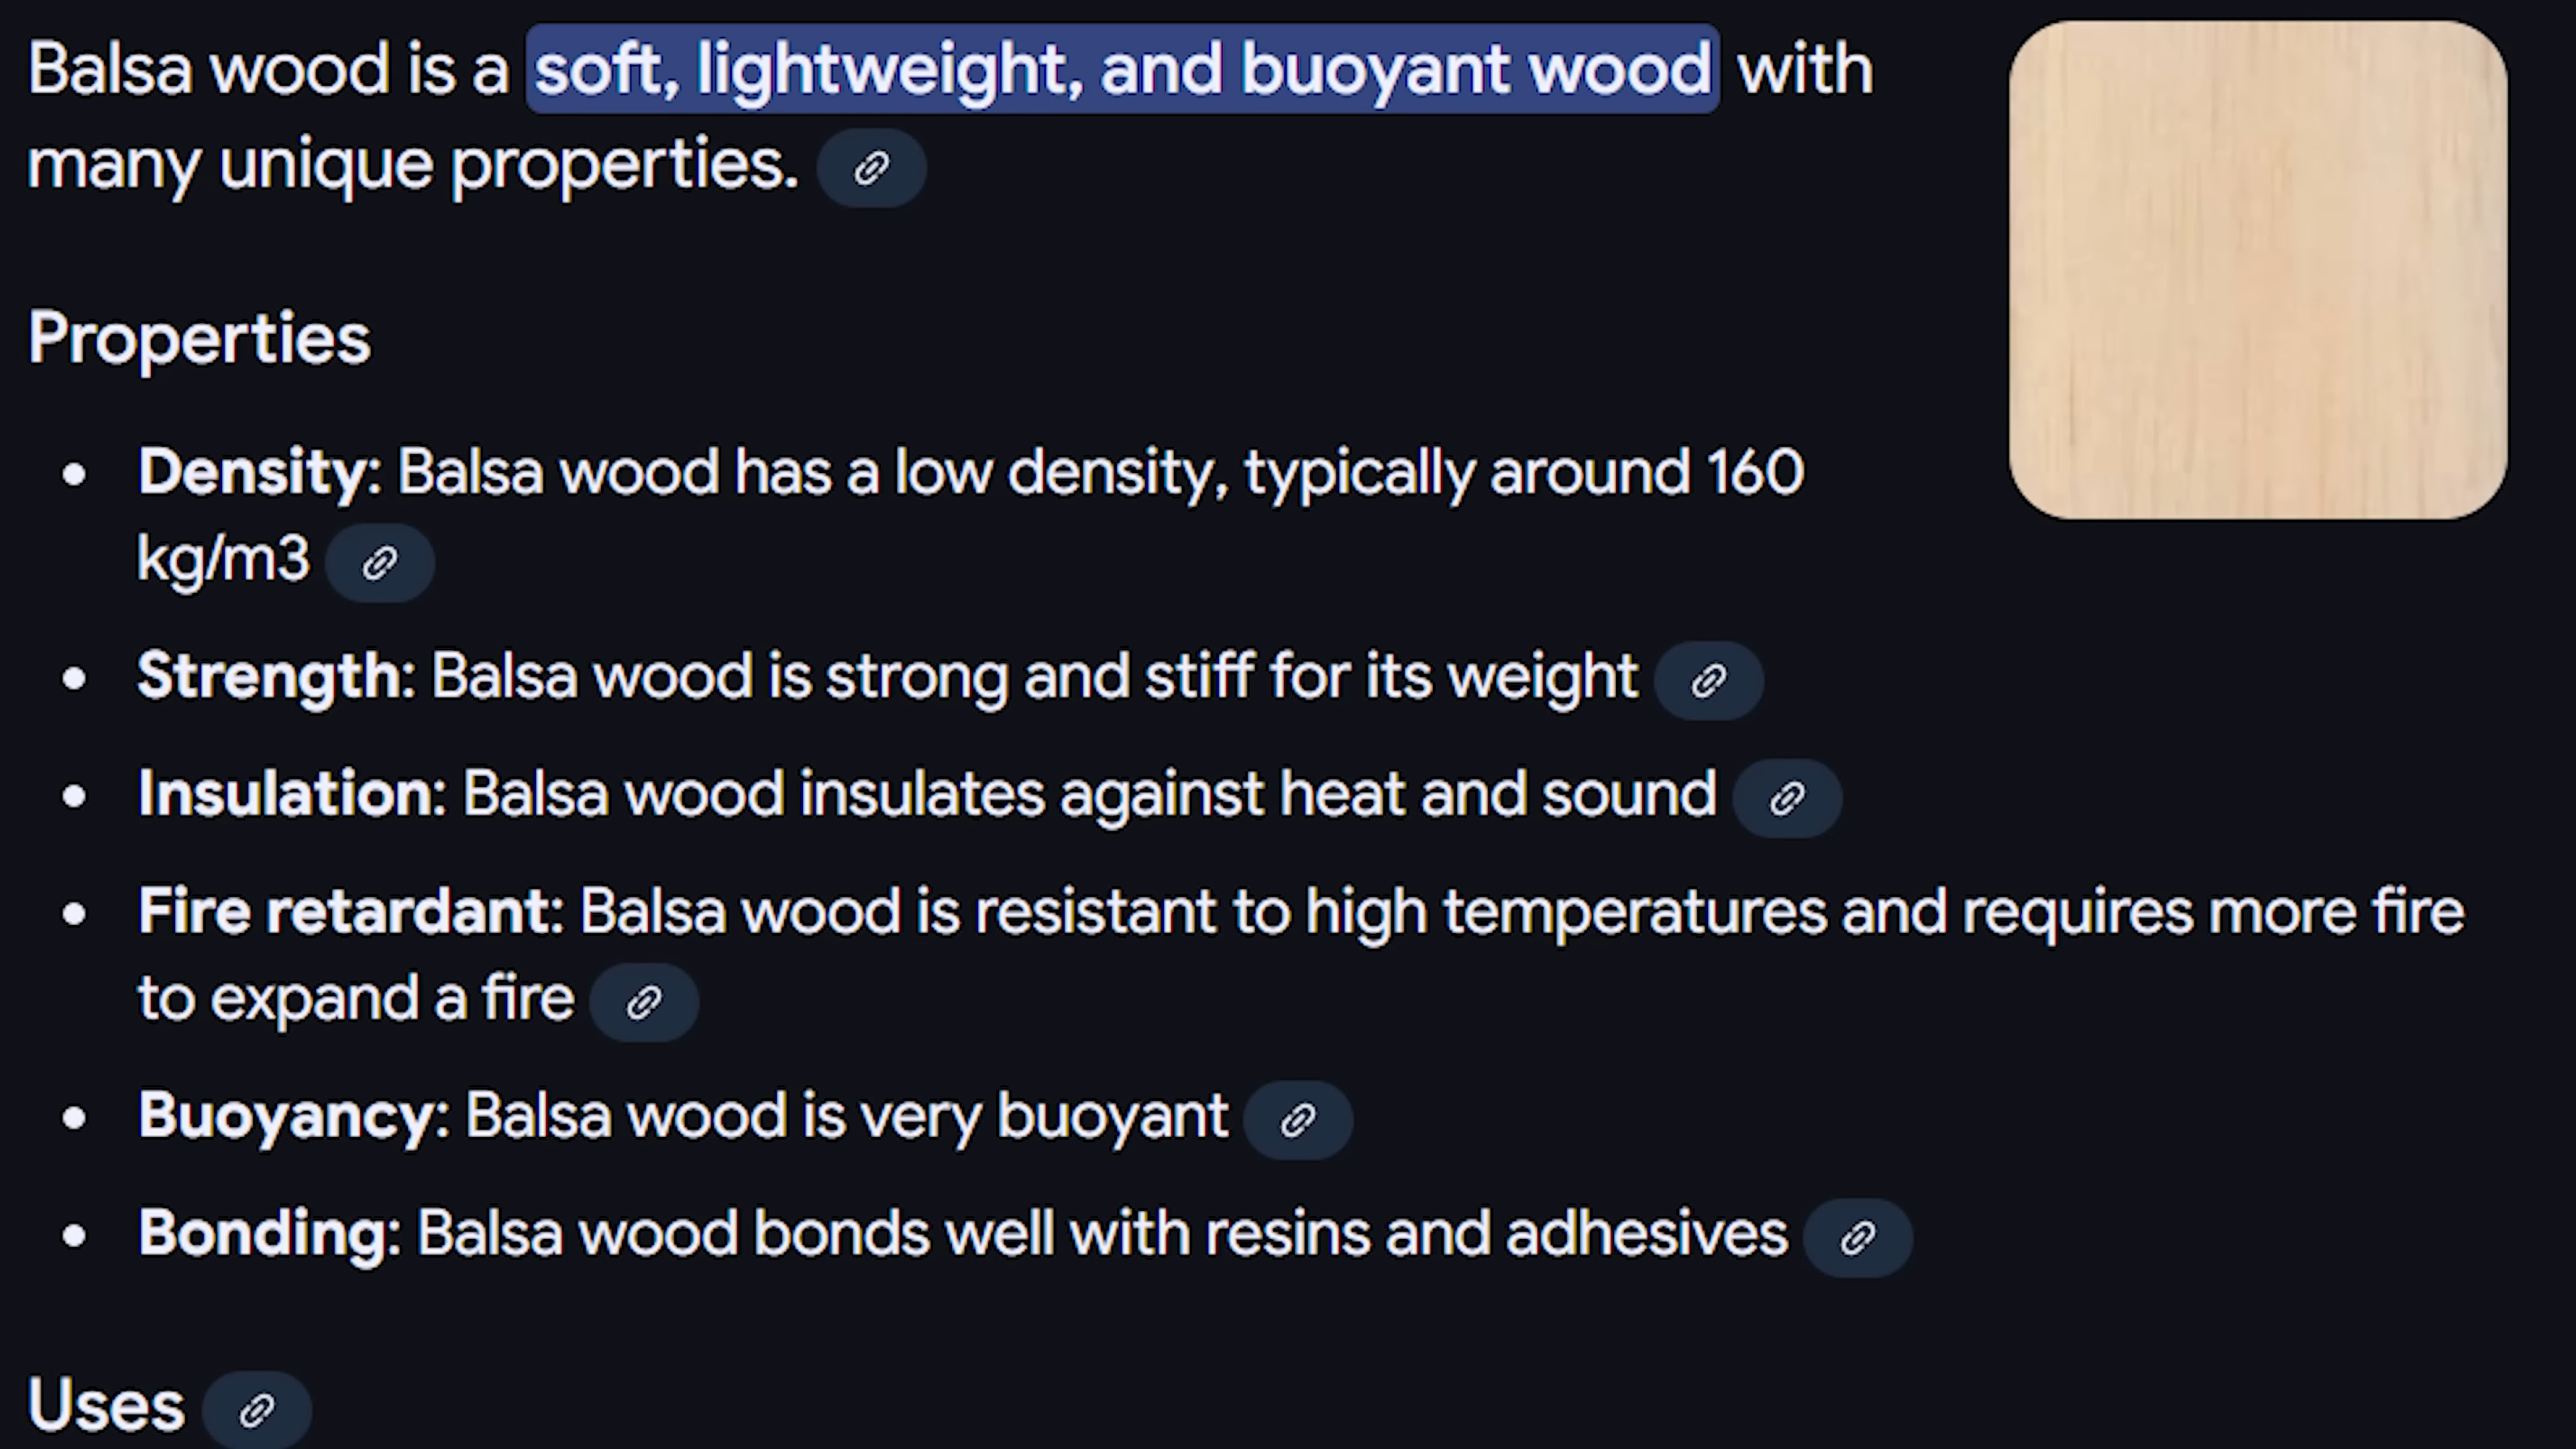 Balsa wood is a soft, lightweight, and buoyant wood with
many unique properties.
Properties
• Density: Balsa wood has a low density, typically around 160
kg/m3
• Strength: Balsa wood is strong and stiff for its weight
• Insulation: Balsa wood insulates against heat and sound
• Fire retardant: Balsa wood is resistant to high temperatures and requires more fire
to expand a fire
• Buoyancy: Balsa wood is very buoyant
• Bonding: Balsa wood bonds well with resins and adhesives
Uses